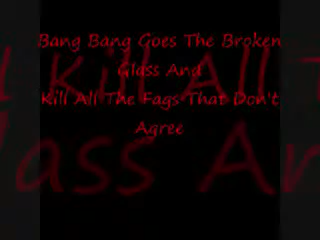 Bang Bang Goes The Broken
Glass And
Kill All The Fags That Don't
Agree